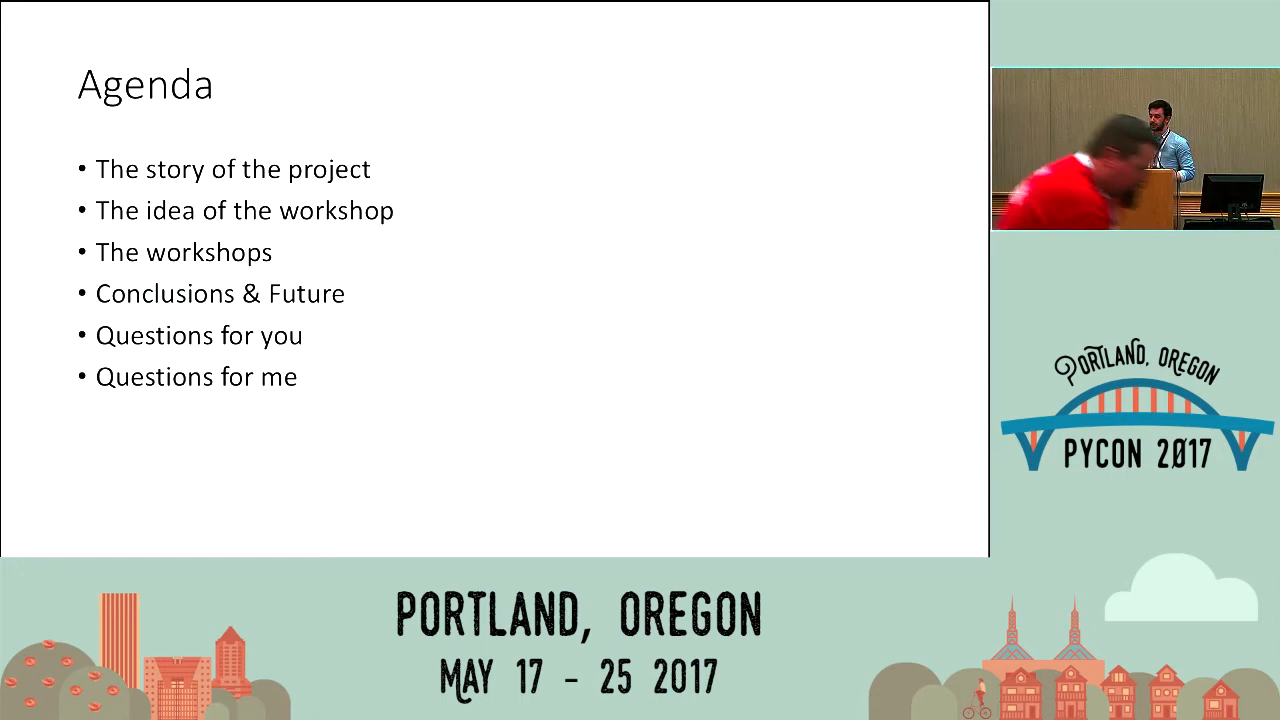 Agenda
• The story of the project
• The idea of the workshop
• The workshops
• Conclusions & Future
• Questions for you
• Questions for me
PORTLAND, OREGON
PYCON 2017
PORTLAND, OREGON
MAY 17 - 25 2017